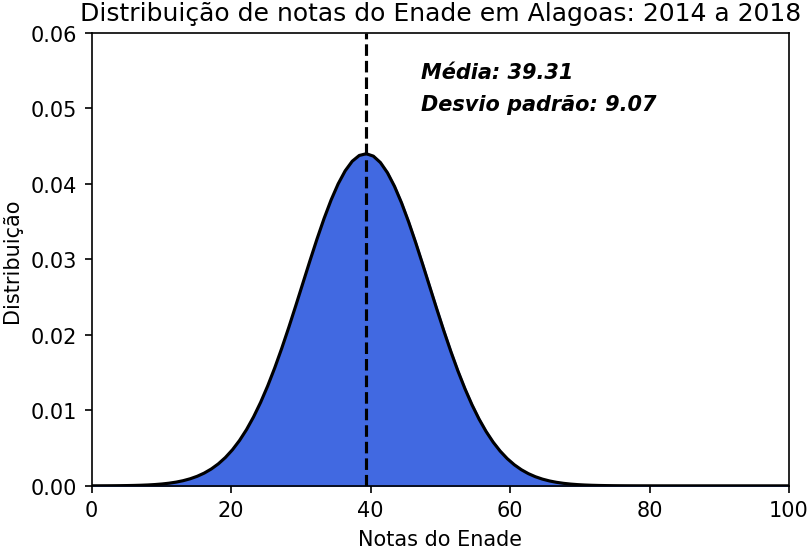 Distribuição de notas do Enade em Alagoas: 2014 a 2018
Média: 39.31
Desvio padrão: 9.07
0.06
0.05
0.04
0.03
0.02
0.01
0.00
Distribuição
0 20 40 60 80 100
Notas do Enade